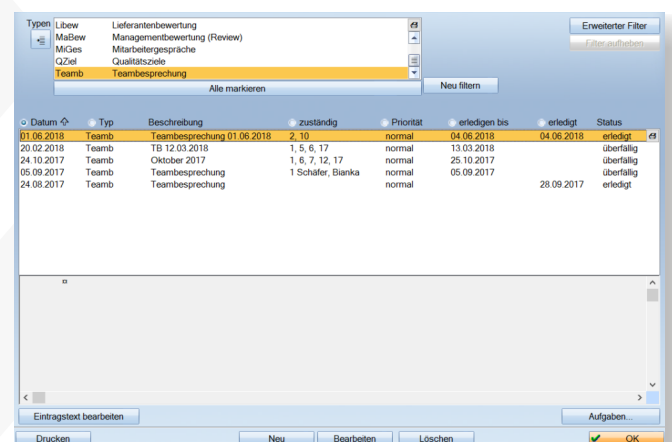 Typen Libew Lieferantenbewertung Erweiterter Filter
MaBew Managementbewertung (Review)
MiGes Mitarbeitergespräche Filter aufheben
QZiel Qualitätsziele
Teamb Teambesprechung
Alle markieren Neu filtern
Datum Typ Beschreibung zuständig Priorität erledigen bis erledigt Status
01.06.2018 Teamb Teambesprechung 01.06.2018 2, 10 normal 04.06.2018 04.06.2018 erledigt
20.02.2018 Teamb TB 12.03.2018 1, 5, 6, 17 normal 13.03.2018 überfällig
24.10.2017 Teamb Oktober 2017 1, 6, 7, 12, 17 normal 25.10.2017 überfällig
05.09.2017 Teamb Teambesprechung 1 Schäfer, Bianka normal 05.09.2017 überfällig
24.08.2017 Teamb Teambesprechung normal 28.09.2017 erledigt
Eintragstext bearbeiten Aufgaben...
Drucken Neu Bearbeiten Löschen OK